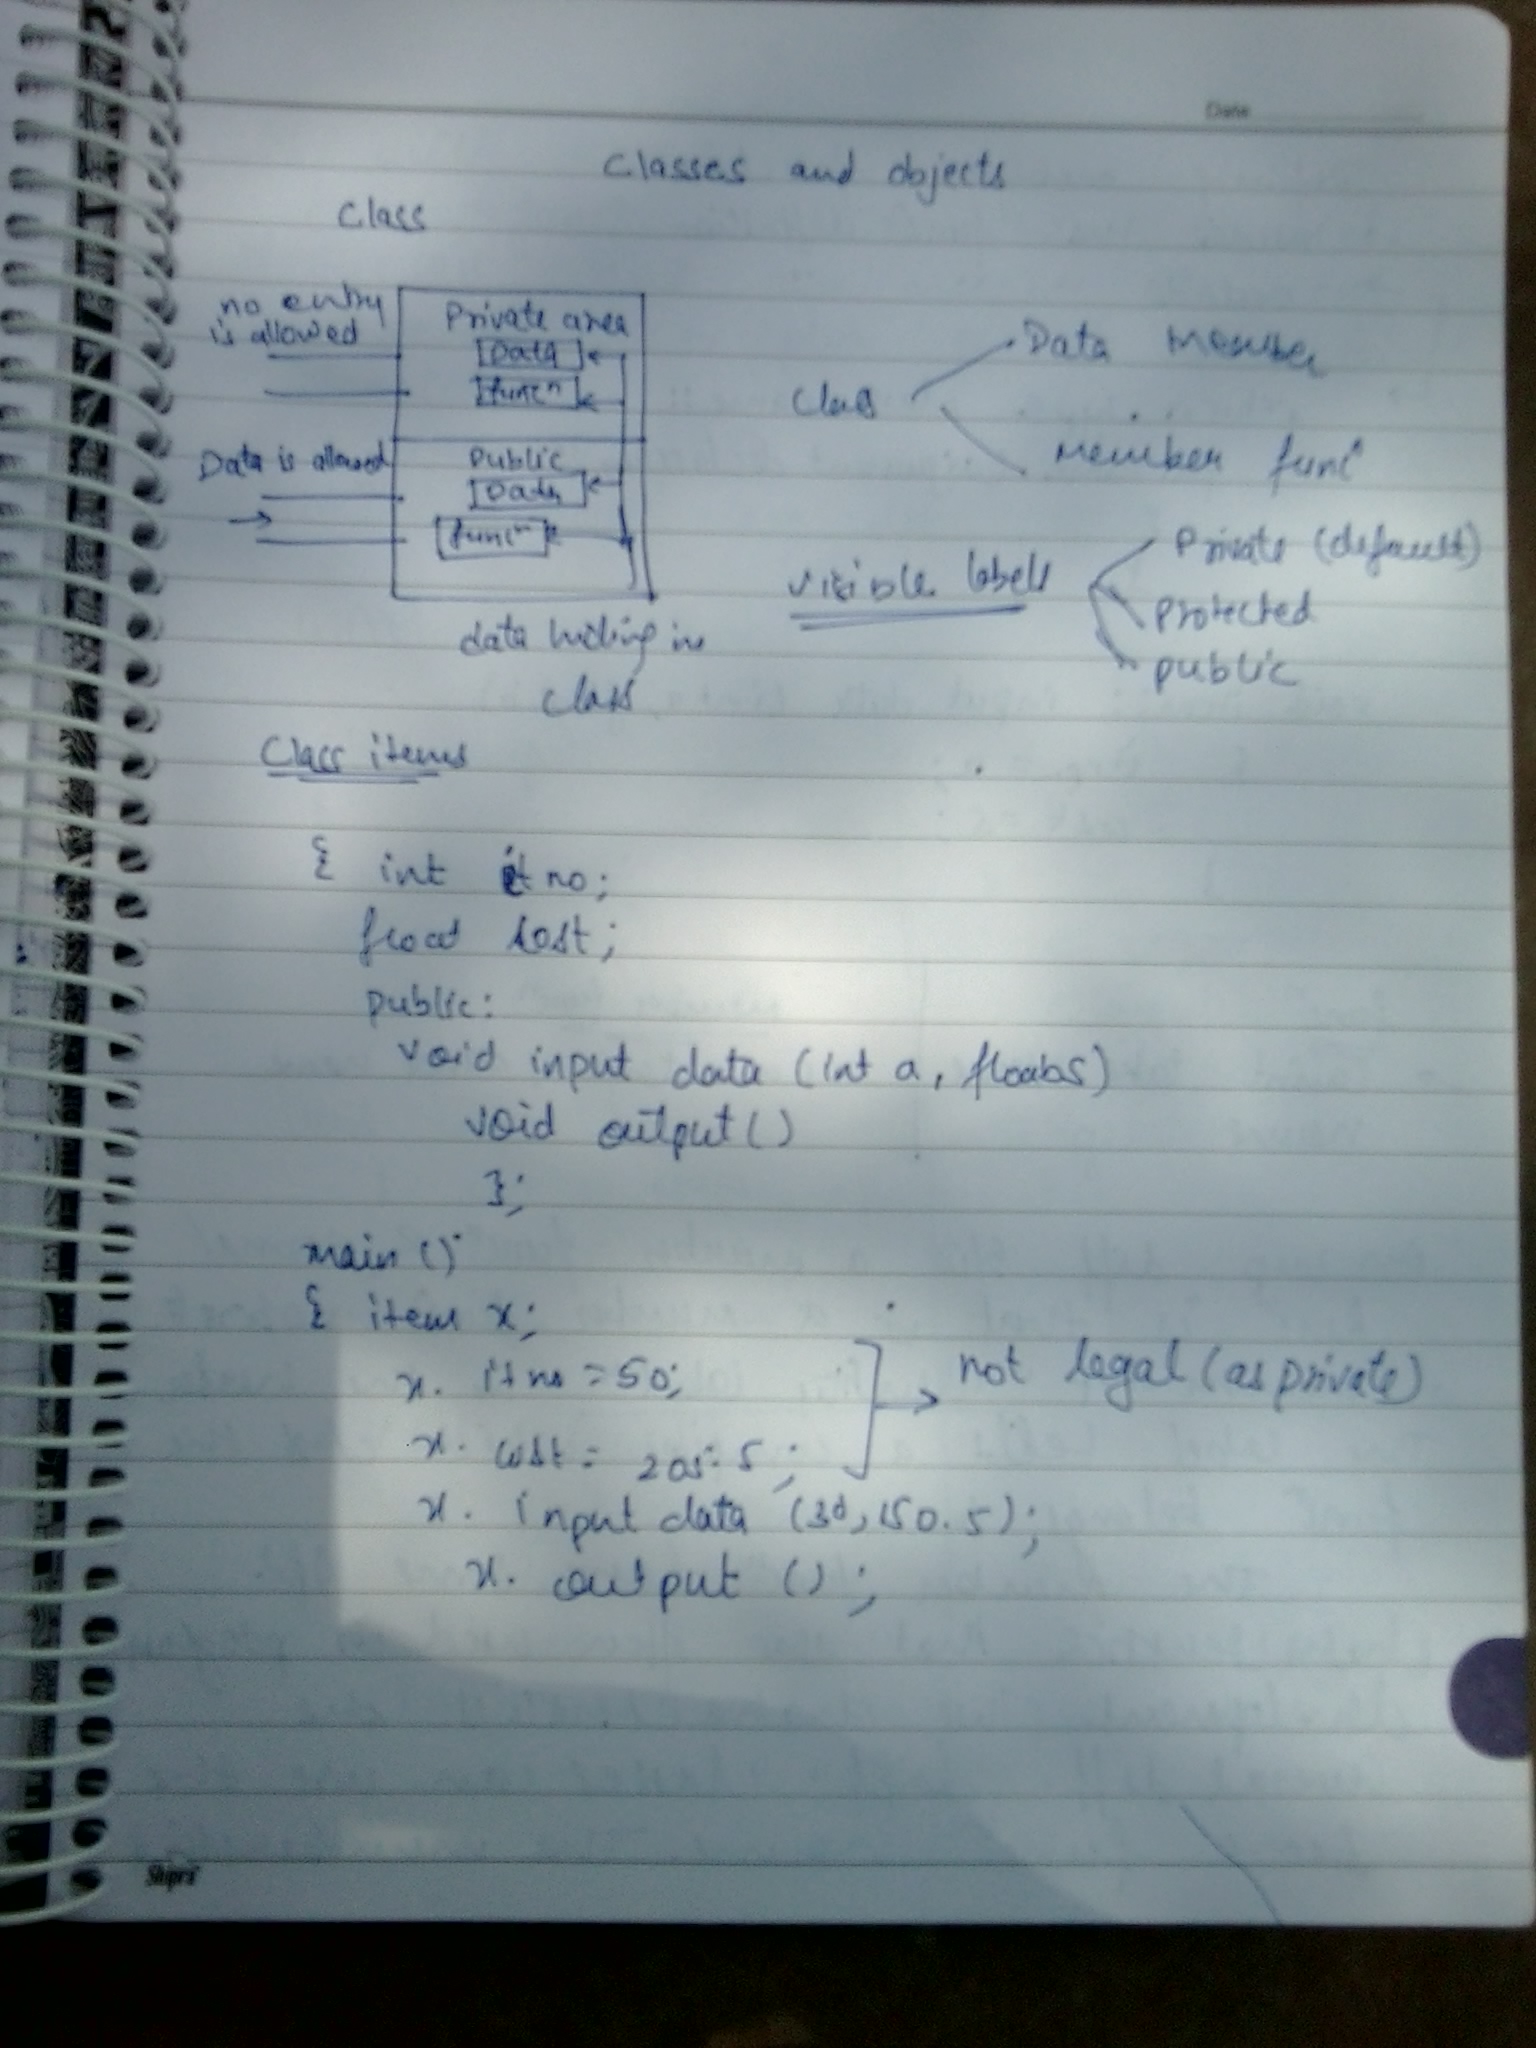 Date
Classes and objects
Class
no entry
is allowed
Private area
Data
funcn
Data is allowed
Public
Data
funcn
data hiding in
class
Class
Data Member
Member func
visible labels
Private (default)
Protected
public
Class items
{ int itno;
float cost;
public:
void input data (int a, float b)
void output()
};
main ()
{ item x;
x. itno = 50;
x. cost = 205.5;
not legal (as private)
x. input data (30, 150.5);
x. output ();
Shipra